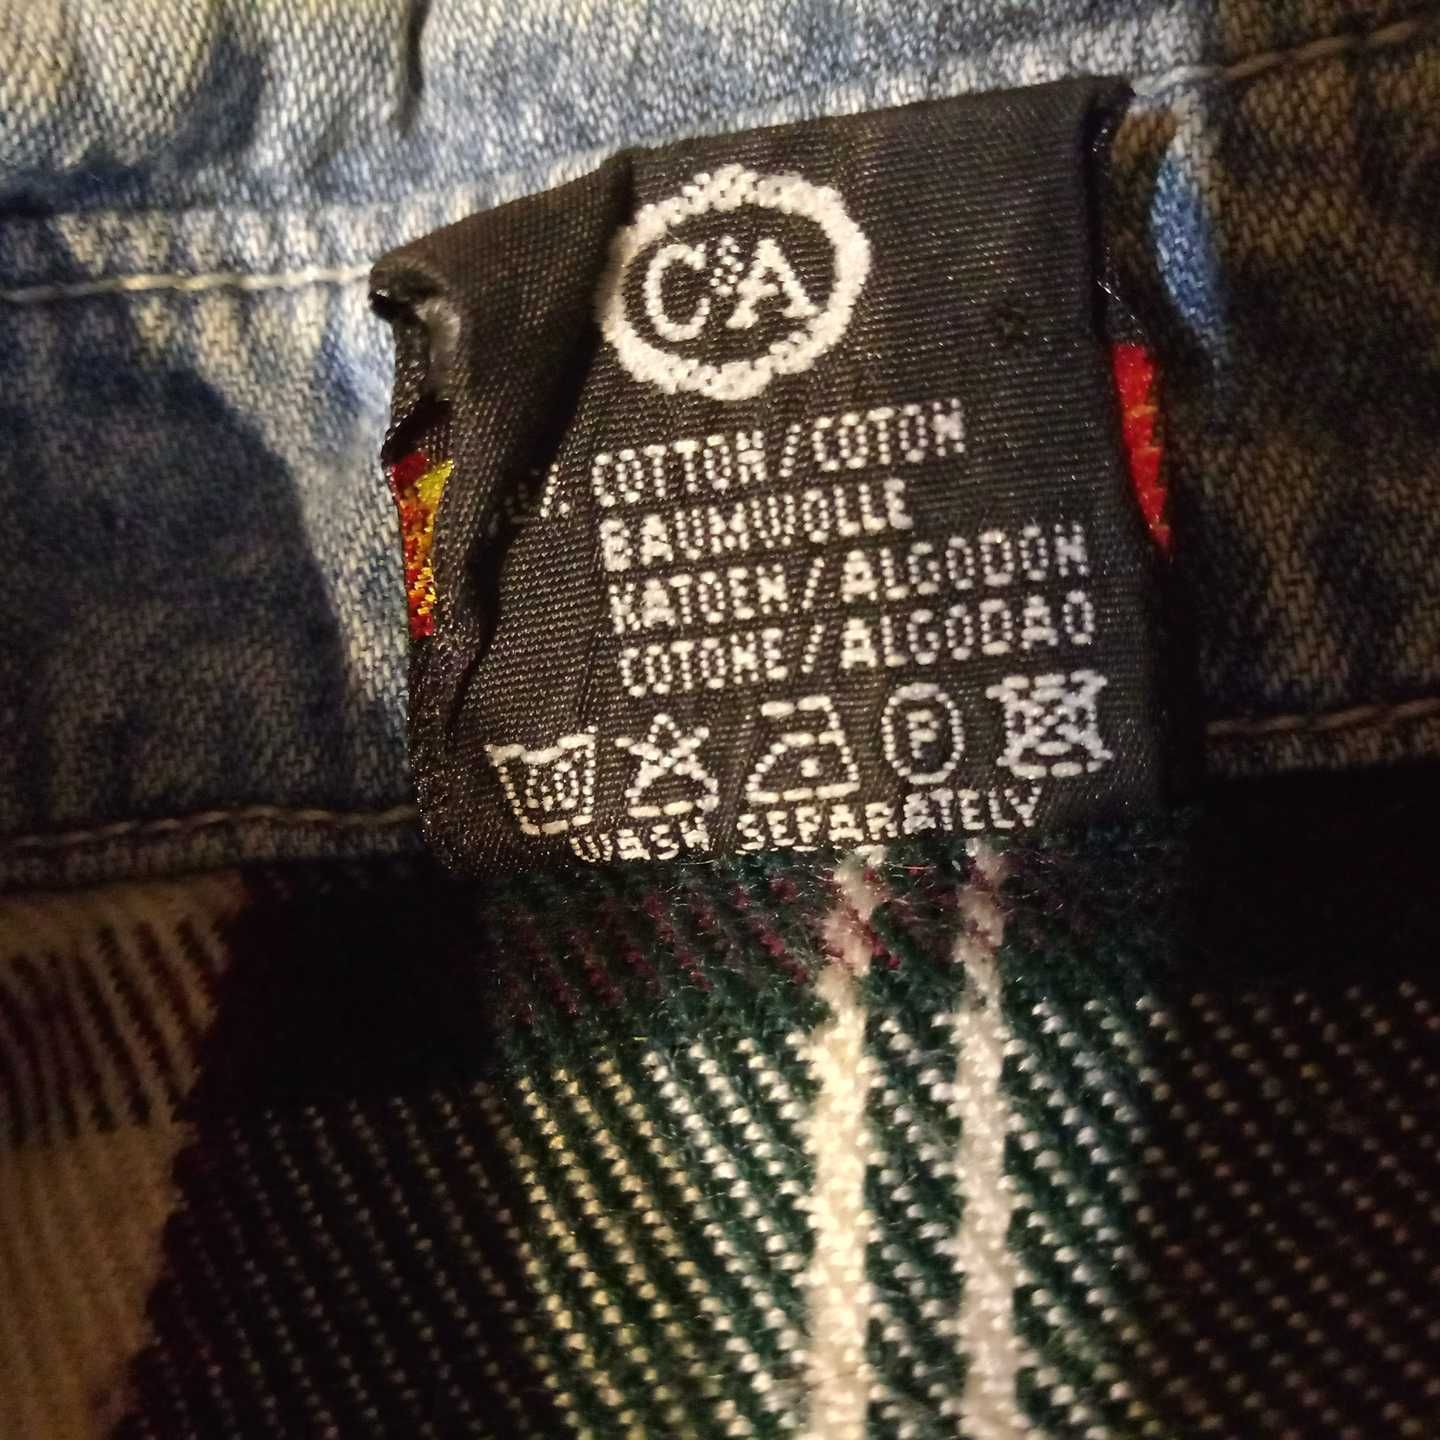 C&A
COTTON/COTON
BAUMWOLLE
KATOEN/ALGODON
COTONE/ALGODAO
P
WASH SEPARATELY